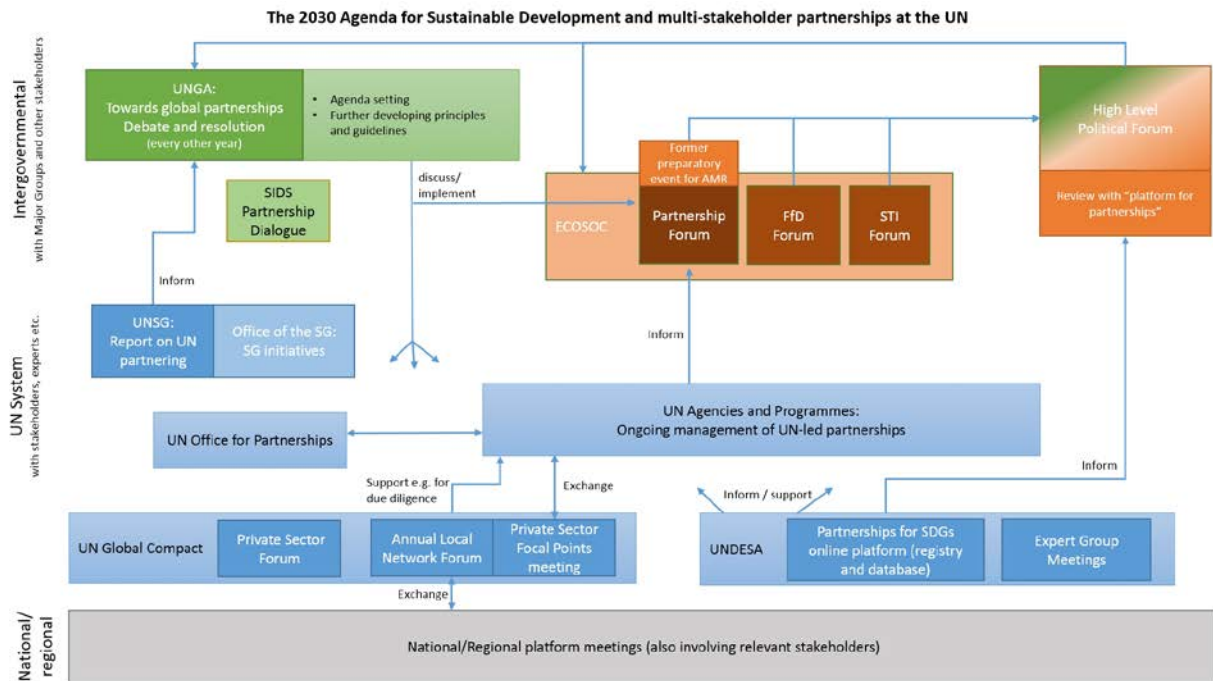 The 2030 Agenda for Sustainable Development and multi-stakeholder partnerships at the UN
Intergovernmental
with Major Groups and other stakeholders
UNGA:
Towards global partnerships
Debate and resolution
(every other year)
• Agenda setting
• Further developing principles
and guidelines
SIDS
Partnership
Dialogue
discuss/
implement
ECOSOC
Former
preparatory
event for AMR
Partnership
Forum
FfD
Forum
STI
Forum
High Level
Political Forum
Review with "platform for
partnerships"
Inform
UN System
with stakeholders, experts etc.
UNSG:
Report on UN
partnering
Office of the SG:
SG initiatives
Inform
UN Office for Partnerships
UN Agencies and Programmes:
Ongoing management of UN-led partnerships
Support e.g. for
due diligence
Exchange
Inform / support
Inform
UN Global Compact
Private Sector
Forum
Annual Local
Network Forum
Private Sector
Focal Points
meeting
UNDESA
Partnerships for SDGs
online platform (registry
and database)
Expert Group
Meetings
Exchange
National/
regional
National/Regional platform meetings (also involving relevant stakeholders)